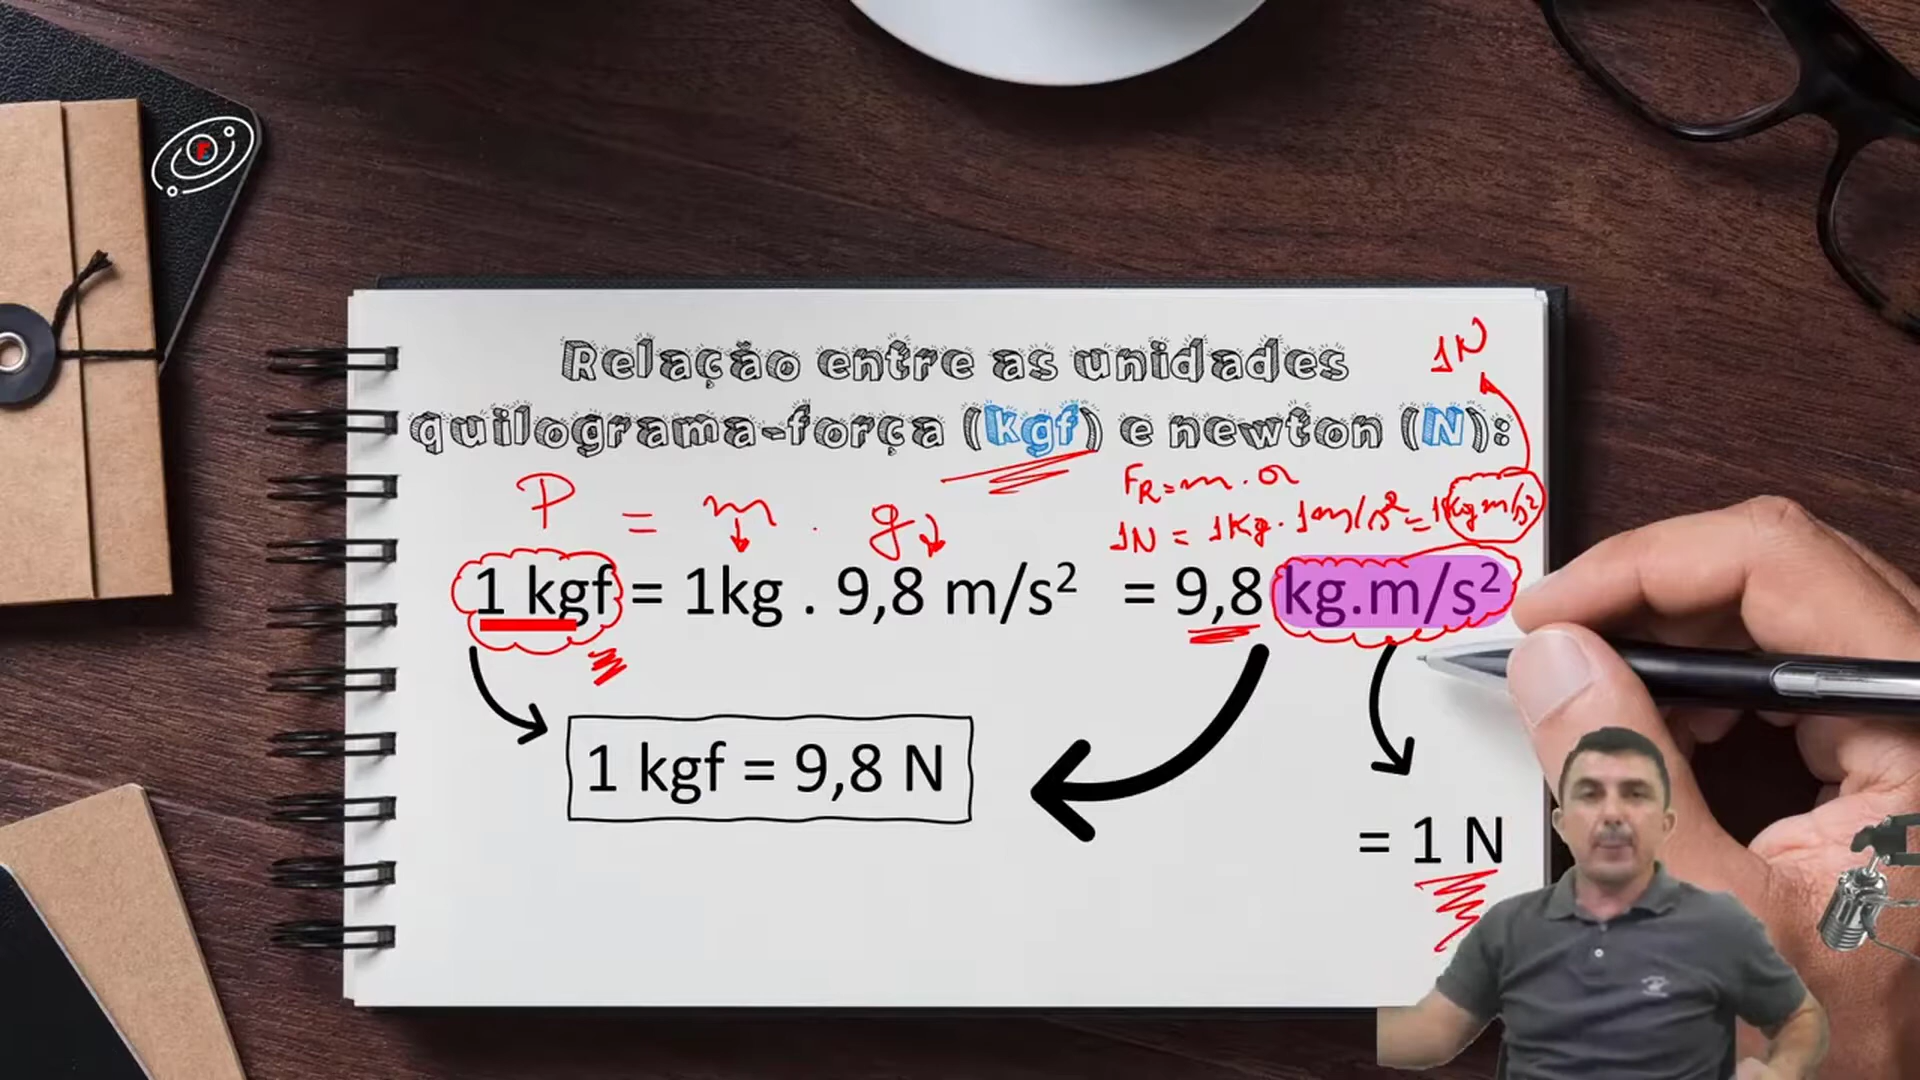 F
Relação entre as unidades
quilograma-força (kgf) e newton (N):
1N
P = m . g
FR = m . a
1N = 1Kg . 1m/s² = 1kg m/s²
1 kgf = 1kg . 9,8 m/s² = 9,8 kg.m/s²
1 kgf = 9,8 N
= 1 N